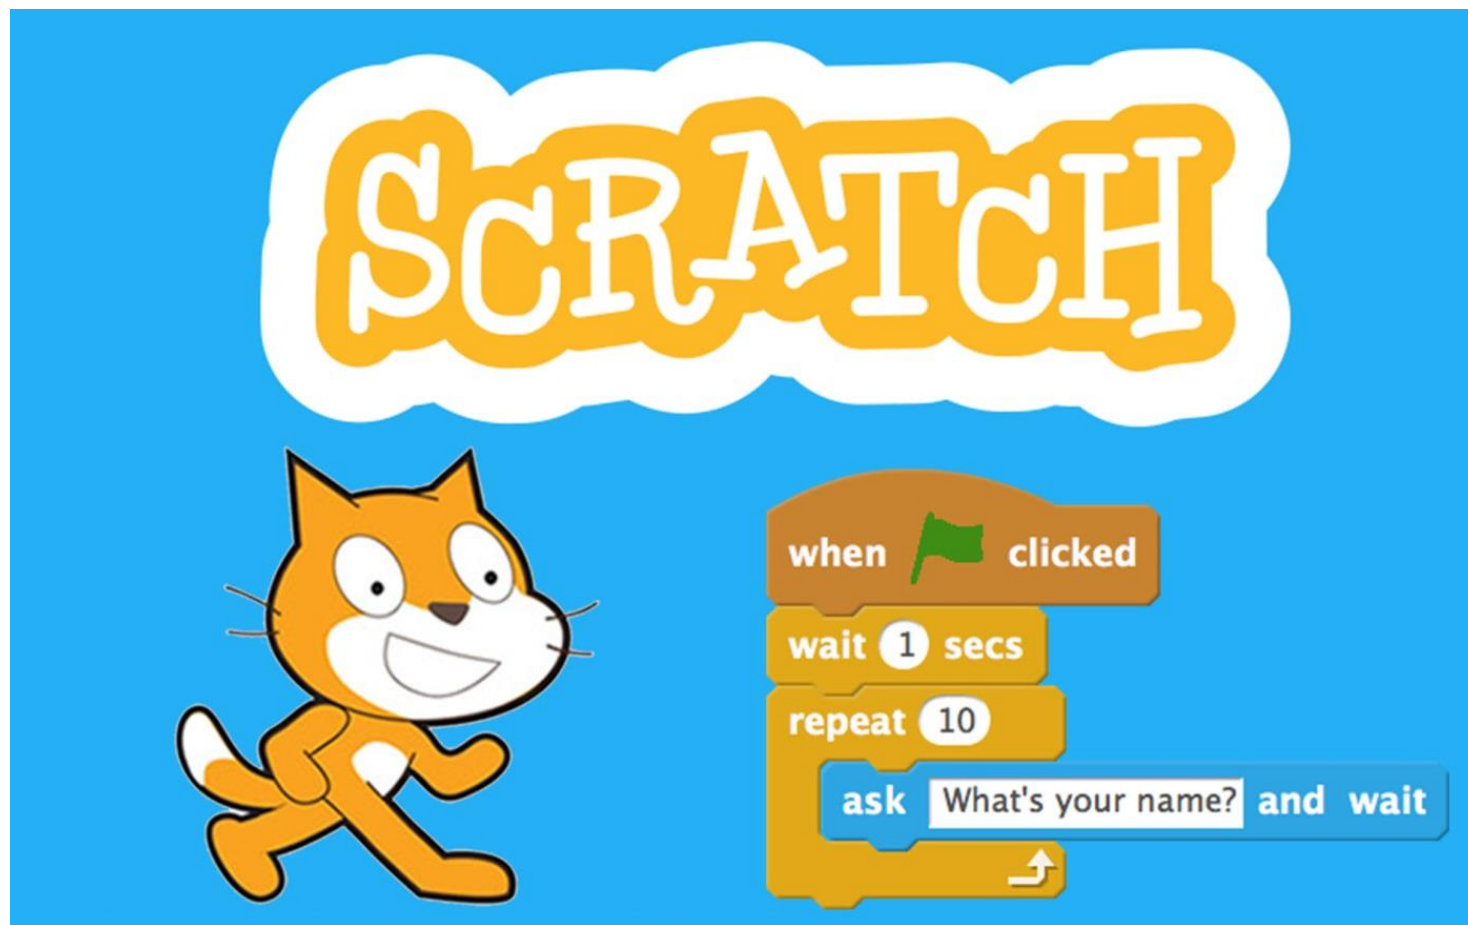 SCRATCH
when clicked
wait 1 secs
repeat 10
ask What's your name? and wait